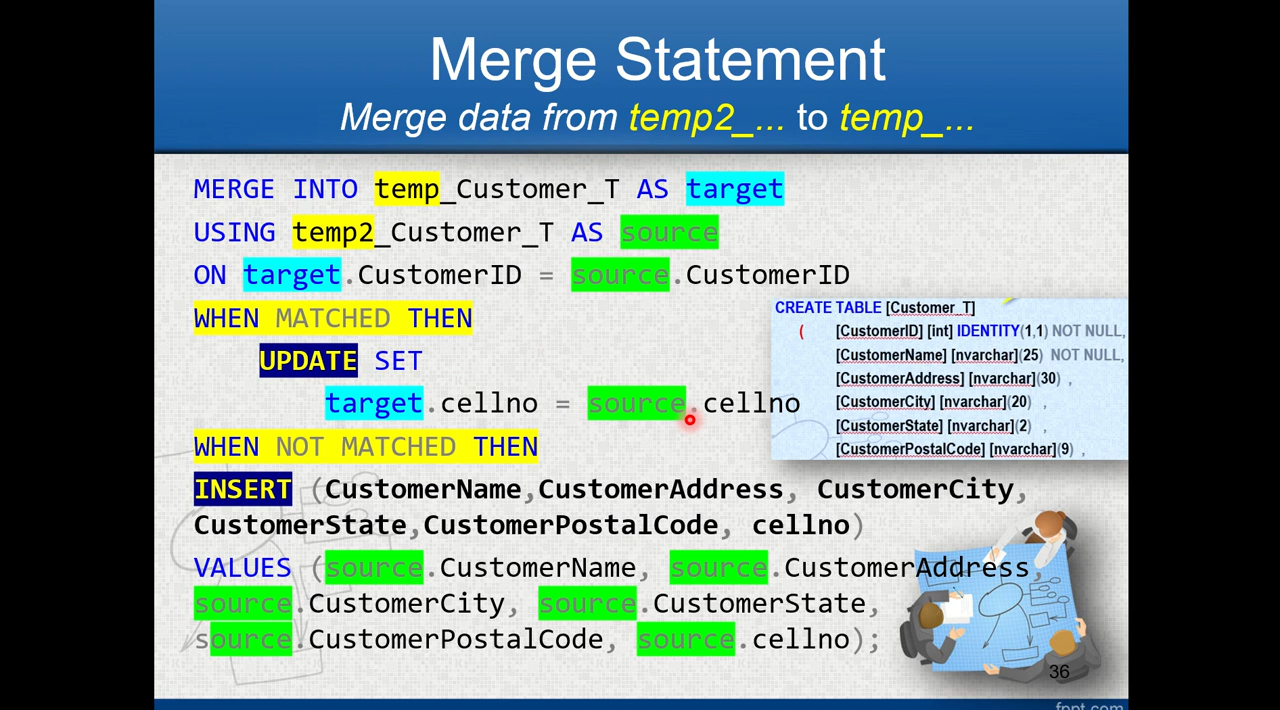 Merge Statement
Merge data from temp2_... to temp_...
MERGE INTO temp_Customer_T AS target
USING temp2_Customer_T AS source
ON target.CustomerID = source.CustomerID
WHEN MATCHED THEN
UPDATE SET
target.cellno = source.cellno
WHEN NOT MATCHED THEN
INSERT (CustomerName,CustomerAddress, CustomerCity,
CustomerState,CustomerPostalCode, cellno)
VALUES (source.CustomerName, source.CustomerAddress,
source.CustomerCity, source.CustomerState,
source.CustomerPostalCode, source.cellno);
CREATE TABLE [Customer_T]
( [CustomerID] [int] IDENTITY(1,1) NOT NULL,
[CustomerName] [nvarchar](25) NOT NULL,
[CustomerAddress] [nvarchar](30) ,
[CustomerCity] [nvarchar](20) ,
[CustomerState] [nvarchar](2) ,
[CustomerPostalCode] [nvarchar](9) ,
36
fppt.com